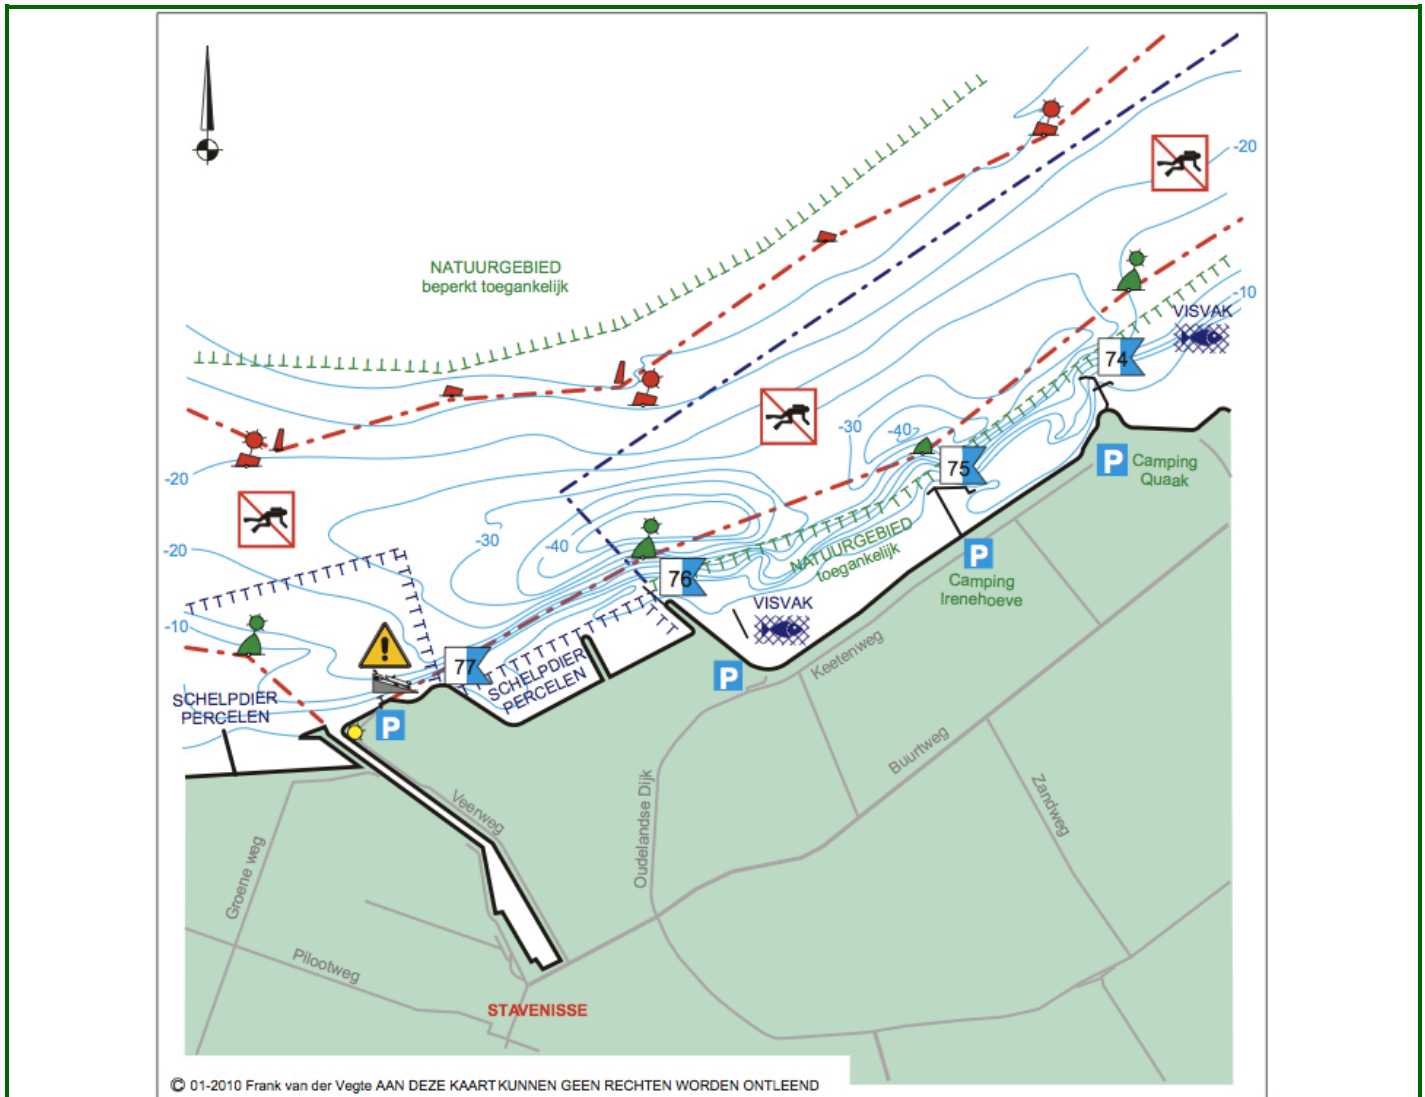 -20
NATUURGEBIED
beperkt toegankelijk
-10
VISVAK
74
-30
-40
75
Camping
Quaak
P
-20
-20
-30
-40
NATUURGEBIED
toegankelijk
P
Camping
Irenehoeve
76
VISVAK
-10
!
77
SCHELPDIER
PERCELEN
Keetenweg
P
SCHELPDIER
PERCELEN
P
Buurtweg
Veerweg
Oudelandse Dijk
Zandweg
Groene weg
Pilootweg
STAVENISSE
© 01-2010 Frank van der Vegte AAN DEZE KAART KUNNEN GEEN RECHTEN WORDEN ONTLEEND